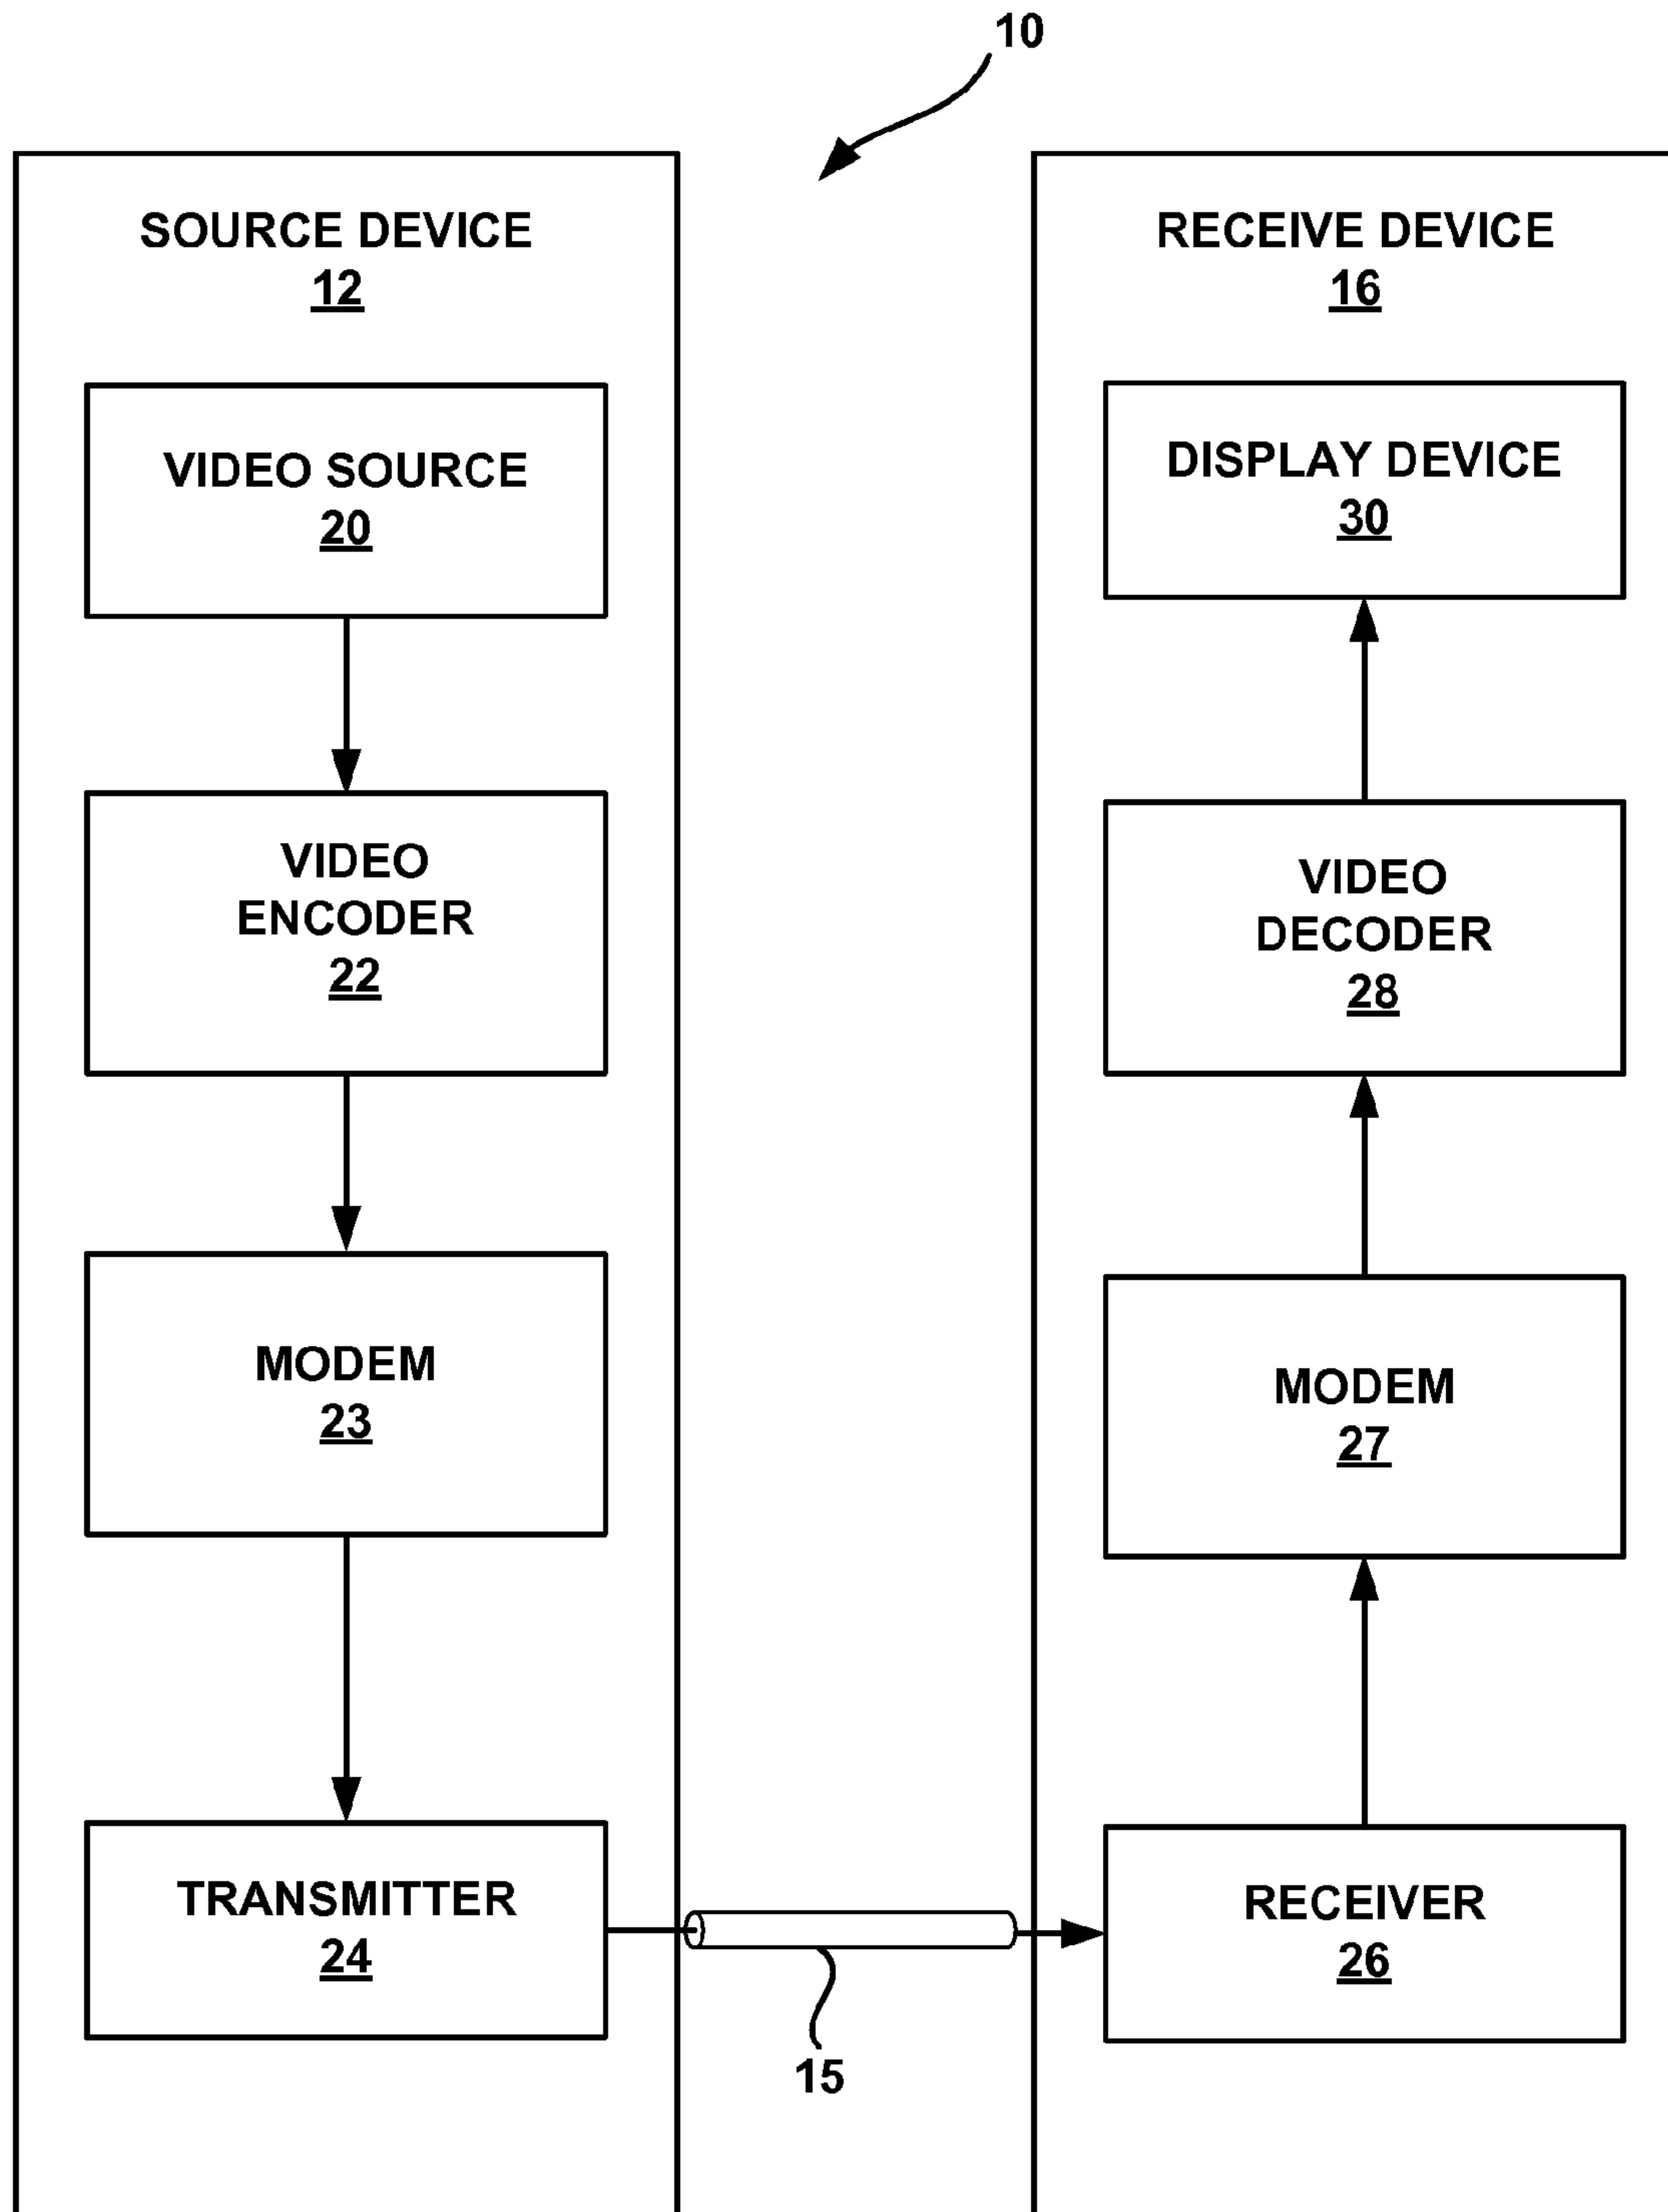 10
SOURCE DEVICE
12
VIDEO SOURCE
20
VIDEO
ENCODER
22
MODEM
23
TRANSMITTER
24
15
RECEIVE DEVICE
16
DISPLAY DEVICE
30
VIDEO
DECODER
28
MODEM
27
RECEIVER
26